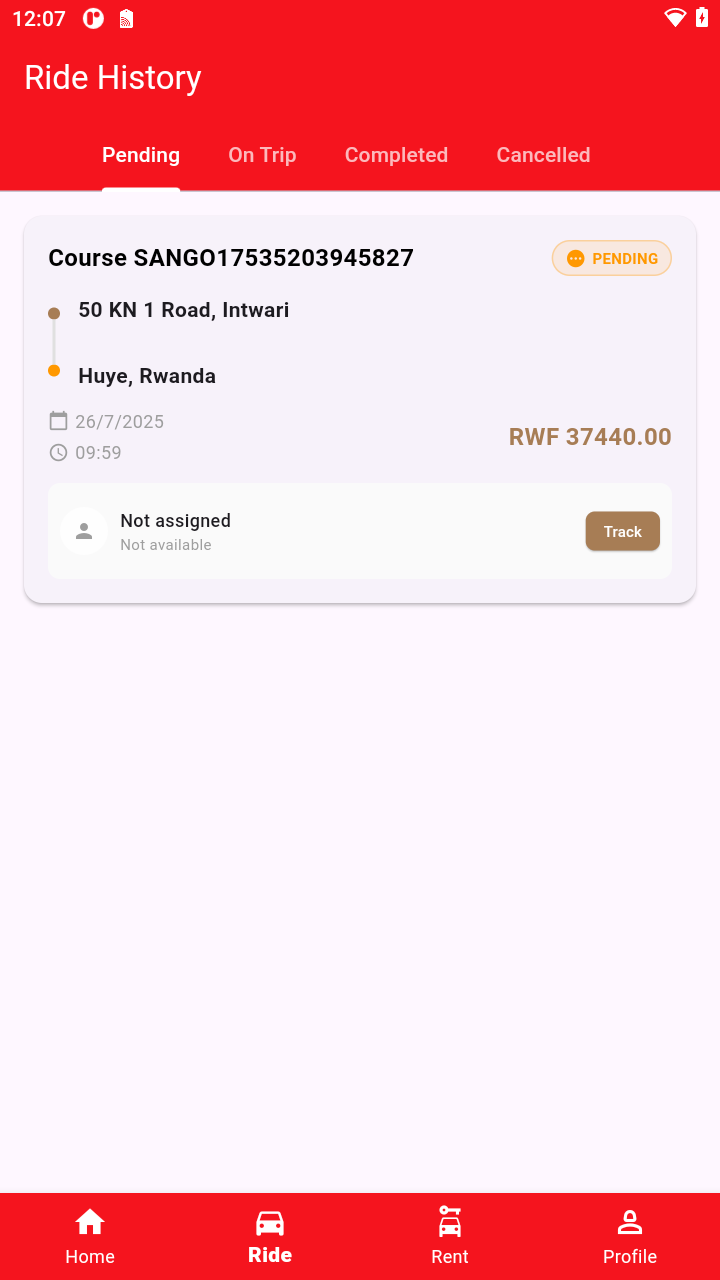 12:07
Ride History
Pending On Trip Completed Cancelled
Course SANGO17535203945827 PENDING
50 KN 1 Road, Intwari
Huye, Rwanda
26/7/2025
RWF 37440.00
09:59
Not assigned
Not available
Track
Home Ride Rent Profile